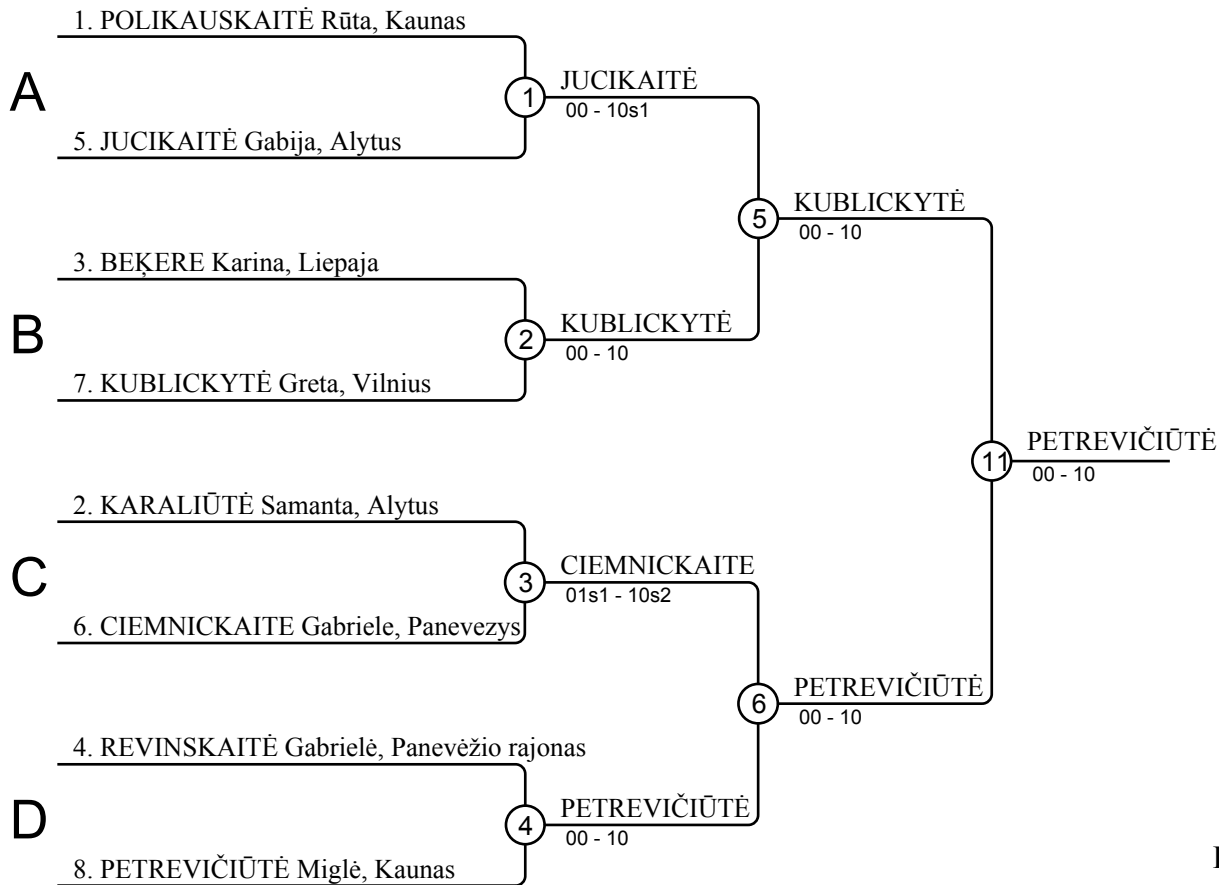 1. POLIKAUSKAITĖ Rūta, Kaunas
A
1
JUCIKAITĖ
00 - 10s1
5. JUCIKAITĖ Gabija, Alytus
5
KUBLICKYTĖ
00 - 10
3. BEĶERE Karina, Liepaja
B
2
KUBLICKYTĖ
00 - 10
7. KUBLICKYTĖ Greta, Vilnius
11
PETREVIČIŪTĖ
00 - 10
2. KARALIŪTĖ Samanta, Alytus
C
3
CIEMNICKAITE
01s1 - 10s2
6. CIEMNICKAITE Gabriele, Panevezys
6
PETREVIČIŪTĖ
00 - 10
4. REVINSKAITĖ Gabrielė, Panevėžio rajonas
D
4
PETREVIČIŪTĖ
00 - 10
8. PETREVIČIŪTĖ Miglė, Kaunas